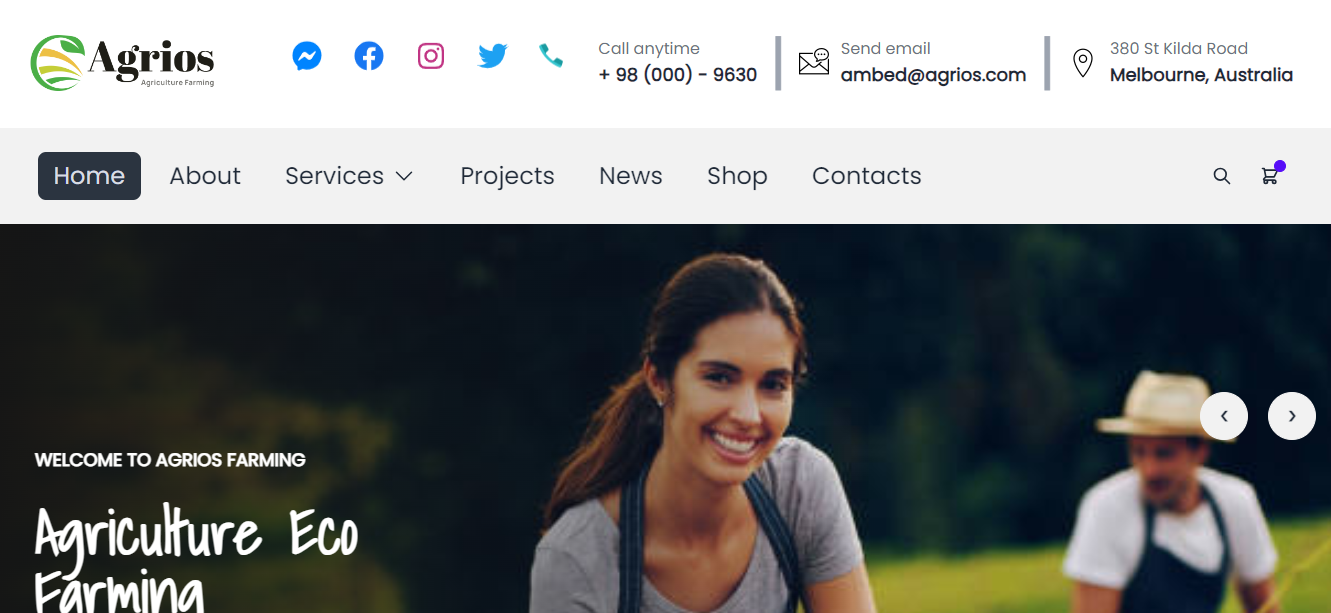 Agrios
Agriculture Farming
Call anytime
+ 98 (000) - 9630
Send email
ambed@agrios.com
380 St Kilda Road
Melbourne, Australia
Home About Services Projects News Shop Contacts
WELCOME TO AGRIOS FARMING
Agriculture Eco
Farming